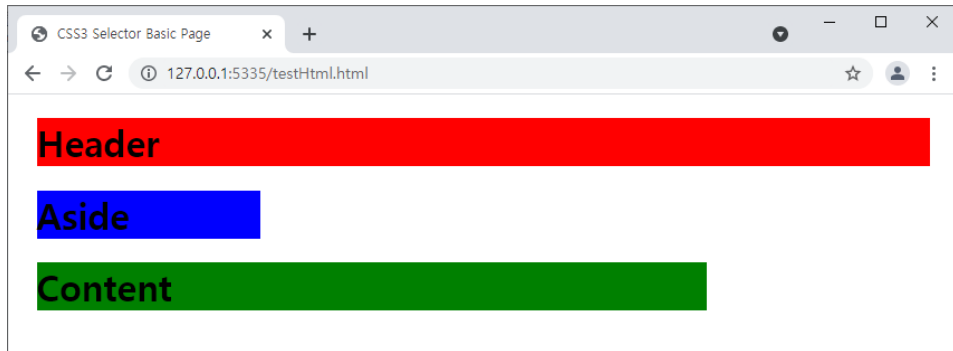 CSS3 Selector Basic Page
127.0.0.1:5335/testHtml.html
Header
Aside
Content